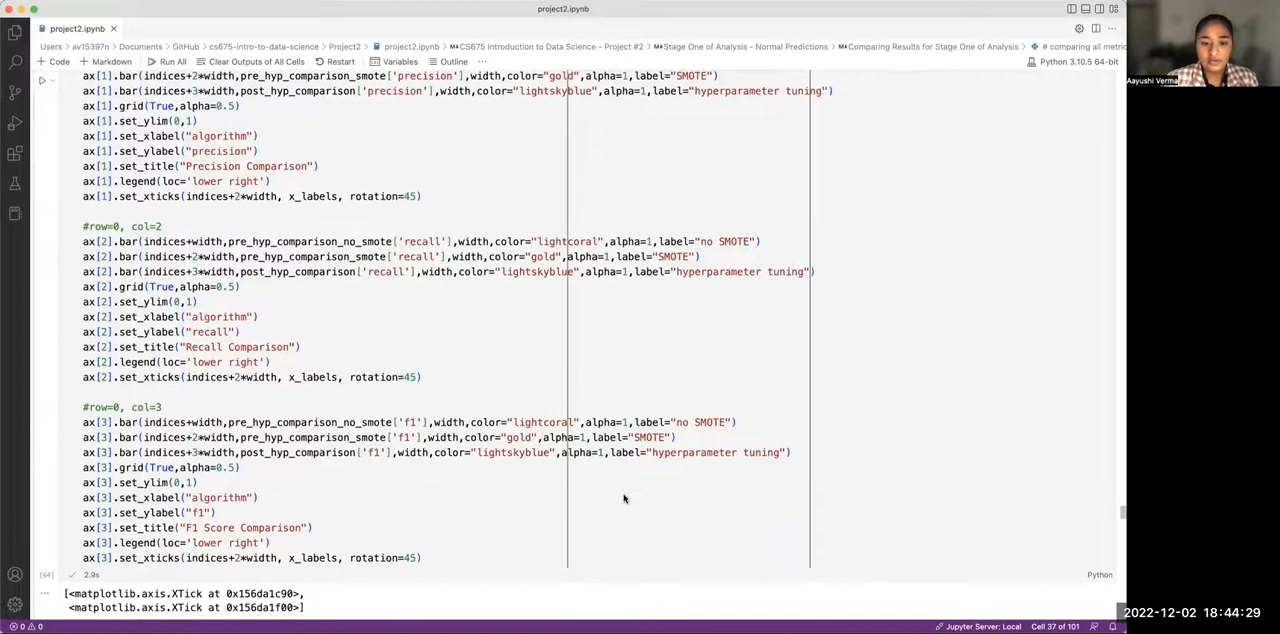 project2.ipynb
project2.ipynb
Users > av15397n > Documents > GitHub > cs675-intro-to-data-science > Project2 > project2.ipynb > CS675 Introduction to Data Science - Project #2 > Stage One of Analysis - Normal Predictions > Comparing Results for Stage One of Analysis > # comparing all metric
+ Code + Markdown Run All Clear Outputs of All Cells Restart Variables Outline ... Python 3.10.5 64-bit
ax[1].bar(indices+2*width,pre_hyp_comparison_smote['precision'],width,color="gold",alpha=1,label="SMOTE")
ax[1].bar(indices+3*width,post_hyp_comparison['precision'],width,color="lightskyblue",alpha=1,label="hyperparameter tuning")
ax[1].grid(True,alpha=0.5)
ax[1].set_ylim(0,1)
ax[1].set_xlabel("algorithm")
ax[1].set_ylabel("precision")
ax[1].set_title("Precision Comparison")
ax[1].legend(loc='lower right')
ax[1].set_xticks(indices+2*width, x_labels, rotation=45)
#row=0, col=2
ax[2].bar(indices+width,pre_hyp_comparison_no_smote['recall'],width,color="lightcoral",alpha=1,label="no SMOTE")
ax[2].bar(indices+2*width,pre_hyp_comparison_smote['recall'],width,color="gold",alpha=1,label="SMOTE")
ax[2].bar(indices+3*width,post_hyp_comparison['recall'],width,color="lightskyblue",alpha=1,label="hyperparameter tuning")
ax[2].grid(True,alpha=0.5)
ax[2].set_ylim(0,1)
ax[2].set_xlabel("algorithm")
ax[2].set_ylabel("recall")
ax[2].set_title("Recall Comparison")
ax[2].legend(loc='lower right')
ax[2].set_xticks(indices+2*width, x_labels, rotation=45)
#row=0, col=3
ax[3].bar(indices+width,pre_hyp_comparison_no_smote['f1'],width,color="lightcoral",alpha=1,label="no SMOTE")
ax[3].bar(indices+2*width,pre_hyp_comparison_smote['f1'],width,color="gold",alpha=1,label="SMOTE")
ax[3].bar(indices+3*width,post_hyp_comparison['f1'],width,color="lightskyblue",alpha=1,label="hyperparameter tuning")
ax[3].grid(True,alpha=0.5)
ax[3].set_ylim(0,1)
ax[3].set_xlabel("algorithm")
ax[3].set_ylabel("f1")
ax[3].set_title("F1 Score Comparison")
ax[3].legend(loc='lower right')
ax[3].set_xticks(indices+2*width, x_labels, rotation=45)
[64] 2.9s Python
... [<matplotlib.axis.XTick at 0x156da1c90>,
<matplotlib.axis.XTick at 0x156da1f00>]
0 0 Jupyter Server: Local Cell 37 of 101
Aayushi Verma
2022-12-02 18:44:29